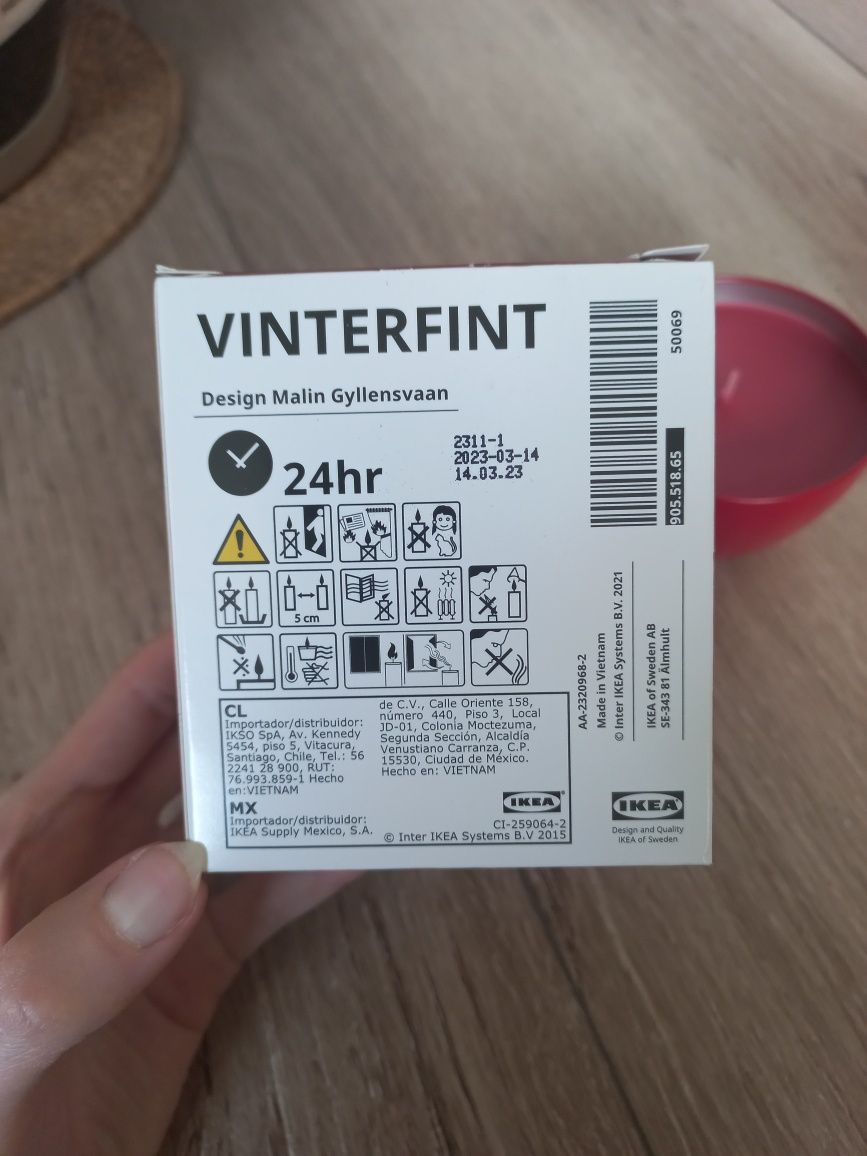 VINTERFINT
Design Malin Gyllensvaan
24hr
2311-1
2023-03-14
14.03.23
5 cm
CL
Importador/distribuidor:
IKSO SpA, Av. Kennedy
5454, piso 5, Vitacura,
Santiago, Chile, Tel.: 56
2241 28 900, RUT:
76.993.859-1 Hecho
en:VIETNAM
MX
Importador/distribuidor:
IKEA Supply Mexico, S.A.
de C.V., Calle Oriente 158,
número 440, Piso 3, Local
JD-01, Colonia Moctezuma,
Segunda Sección, Alcaldía
Venustiano Carranza, C.P.
15530, Ciudad de México.
Hecho en: VIETNAM
IKEA
CI-259064-2
© Inter IKEA Systems B.V 2015
50069
905.518.65
AA-2320968-2
Made in Vietnam
© Inter IKEA Systems B.V. 2021
IKEA of Sweden AB
SE-343 81 Älmhult
IKEA
Design and Quality
IKEA of Sweden